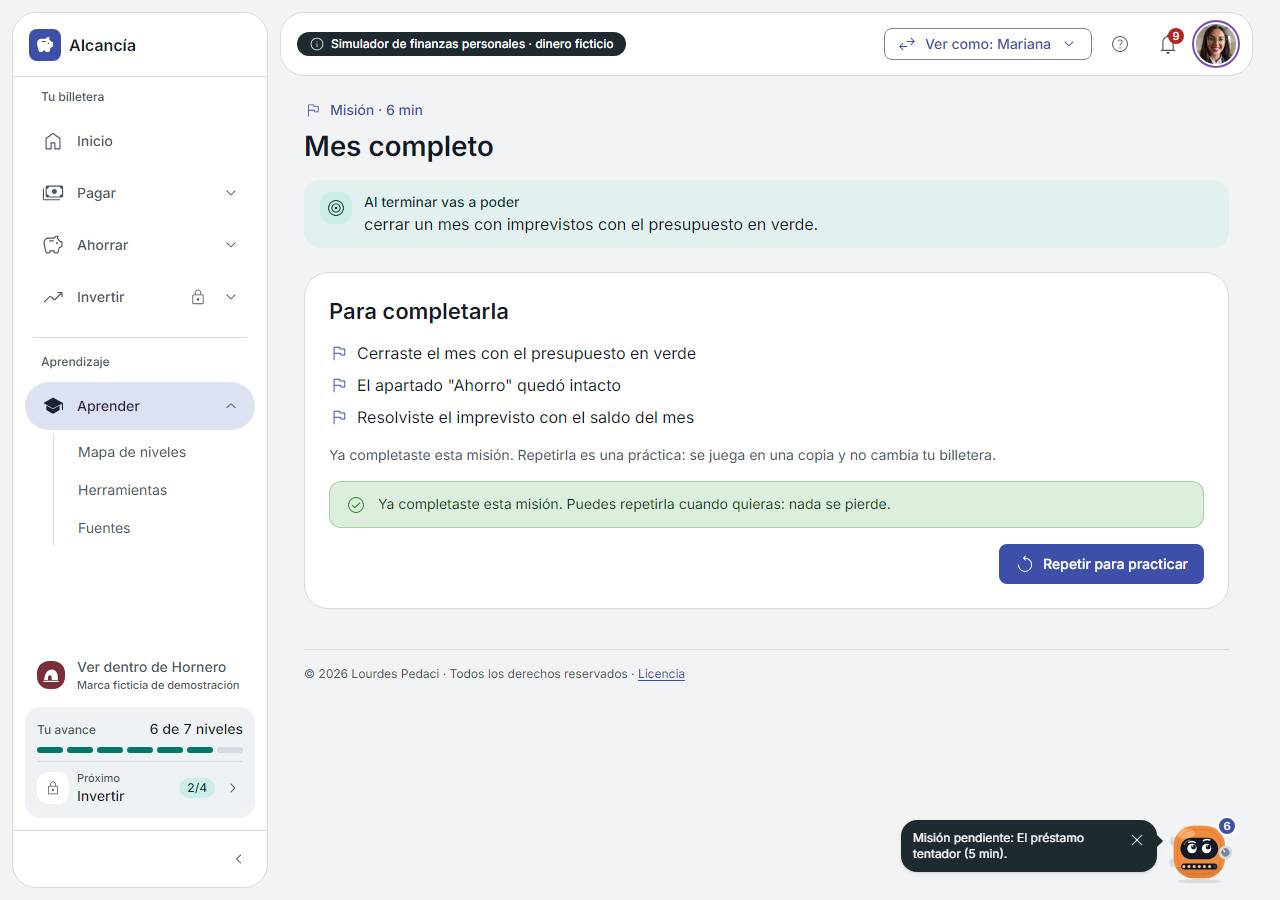 Alcancía
Tu billetera
Inicio
Pagar
Ahorrar
Invertir
Aprendizaje
Aprender
Mapa de niveles
Herramientas
Fuentes
Ver dentro de Hornero
Marca ficticia de demostración
Tu avance
6 de 7 niveles
Próximo
Invertir
2/4
Simulador de finanzas personales · dinero ficticio
Ver como: Mariana
9
Misión · 6 min
Mes completo
Al terminar vas a poder
cerrar un mes con imprevistos con el presupuesto en verde.
Para completarla
Cerraste el mes con el presupuesto en verde
El apartado "Ahorro" quedó intacto
Resolviste el imprevisto con el saldo del mes
Ya completaste esta misión. Repetirla es una práctica: se juega en una copia y no cambia tu billetera.
Ya completaste esta misión. Puedes repetirla cuando quieras: nada se pierde.
Repetir para practicar
© 2026 Lourdes Pedaci · Todos los derechos reservados · Licencia
Misión pendiente: El préstamo
tentador (5 min).
6